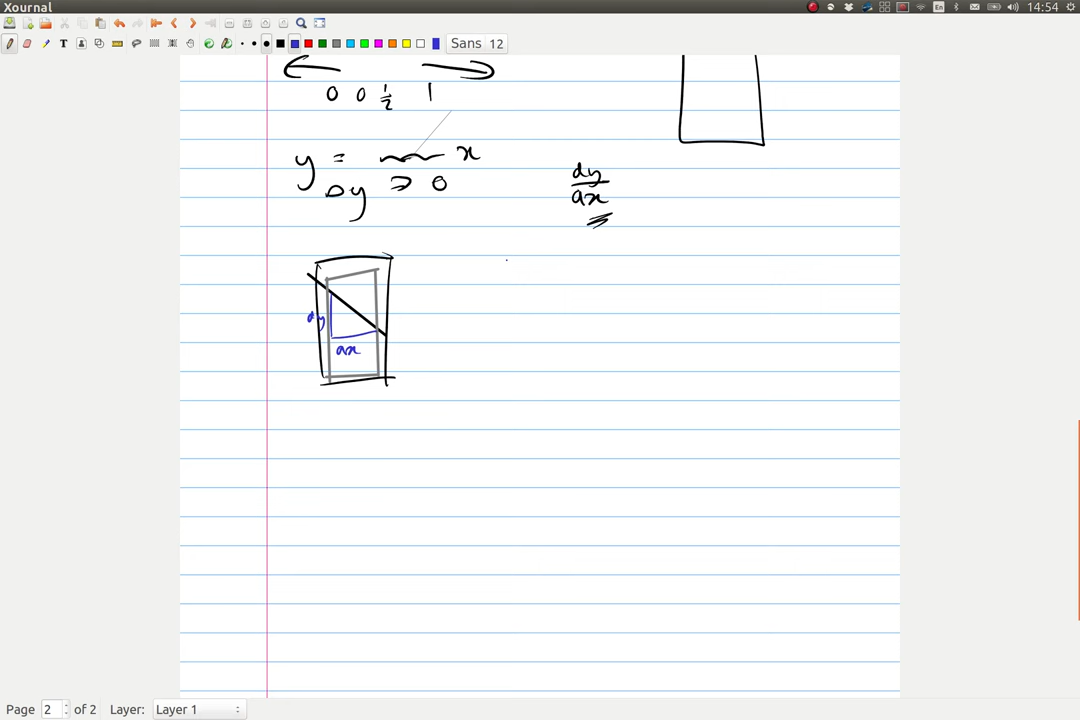 Xournal
En
14:54
T
Sans 12
0 0 1/2 1
y = x
Δy → 0
dy
dx
dy
dx
Page 2 of 2 Layer: Layer 1